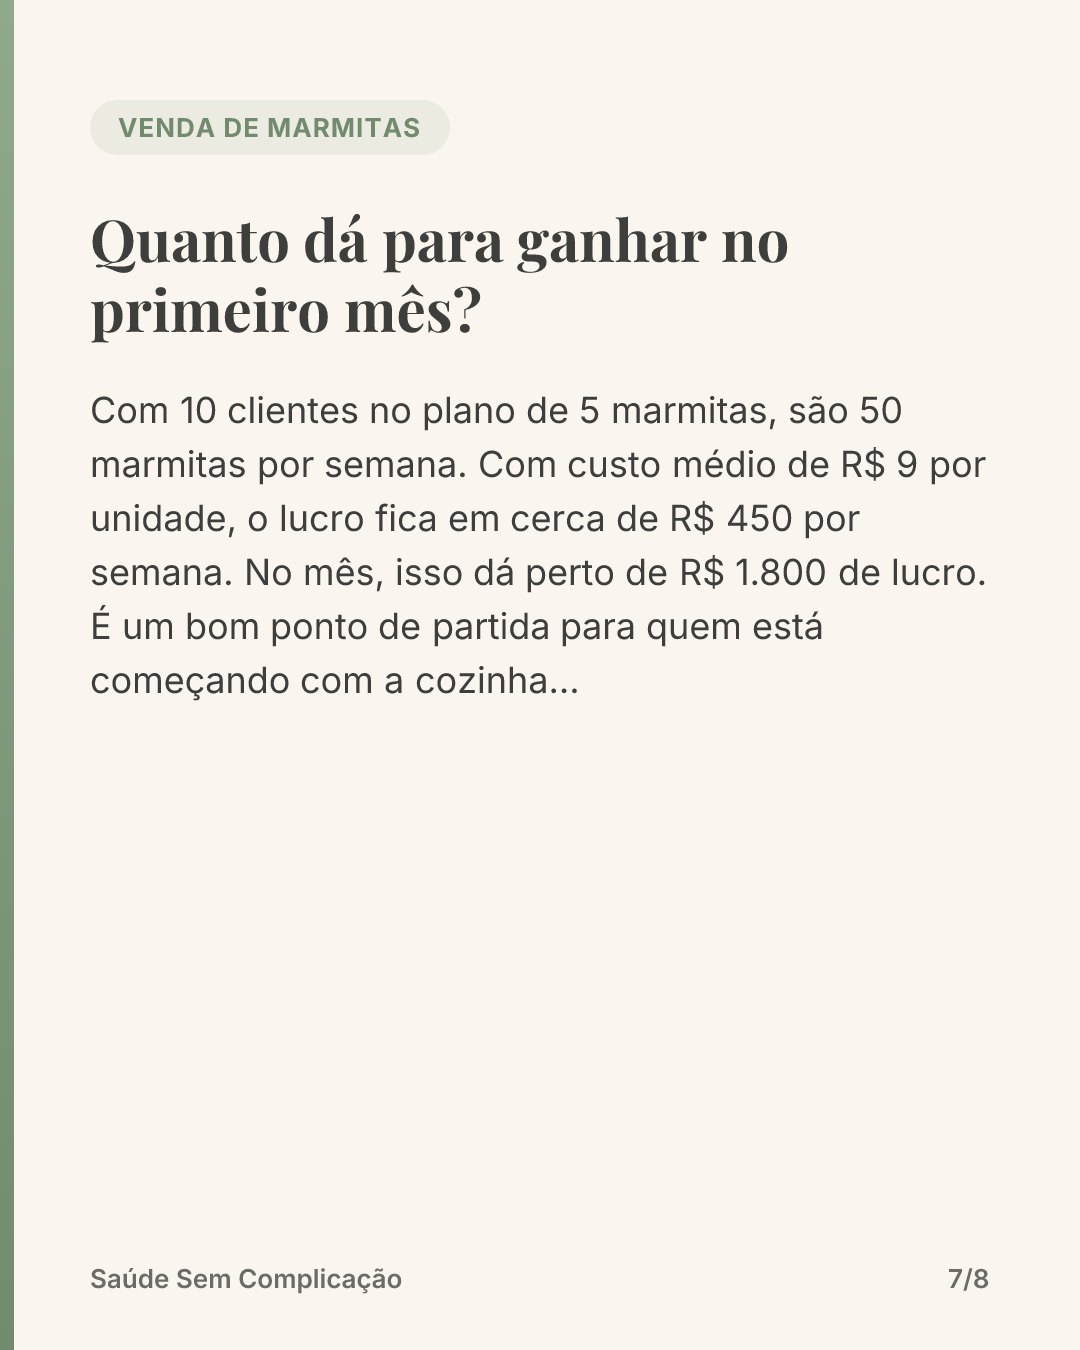 VENDA DE MARMITAS
Quanto dá para ganhar no
primeiro mês?
Com 10 clientes no plano de 5 marmitas, são 50
marmitas por semana. Com custo médio de R$ 9 por
unidade, o lucro fica em cerca de R$ 450 por
semana. No mês, isso dá perto de R$ 1.800 de lucro.
É um bom ponto de partida para quem está
começando com a cozinha...
Saúde Sem Complicação
7/8